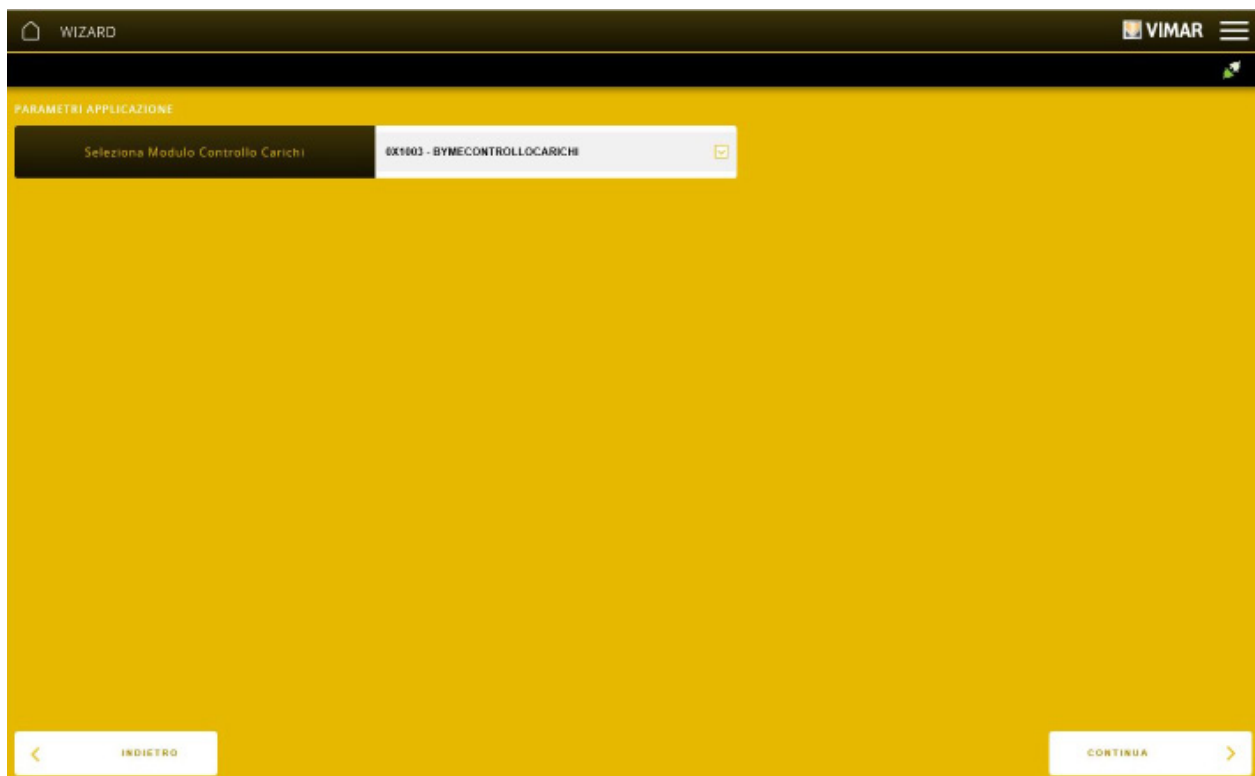 WIZARD
VIMAR
PARAMETRI APPLICAZIONE
Seleziona Modulo Controllo Carichi
0X1003 - BYMECONTROLLOCARICHI
INDIETRO
CONTINUA